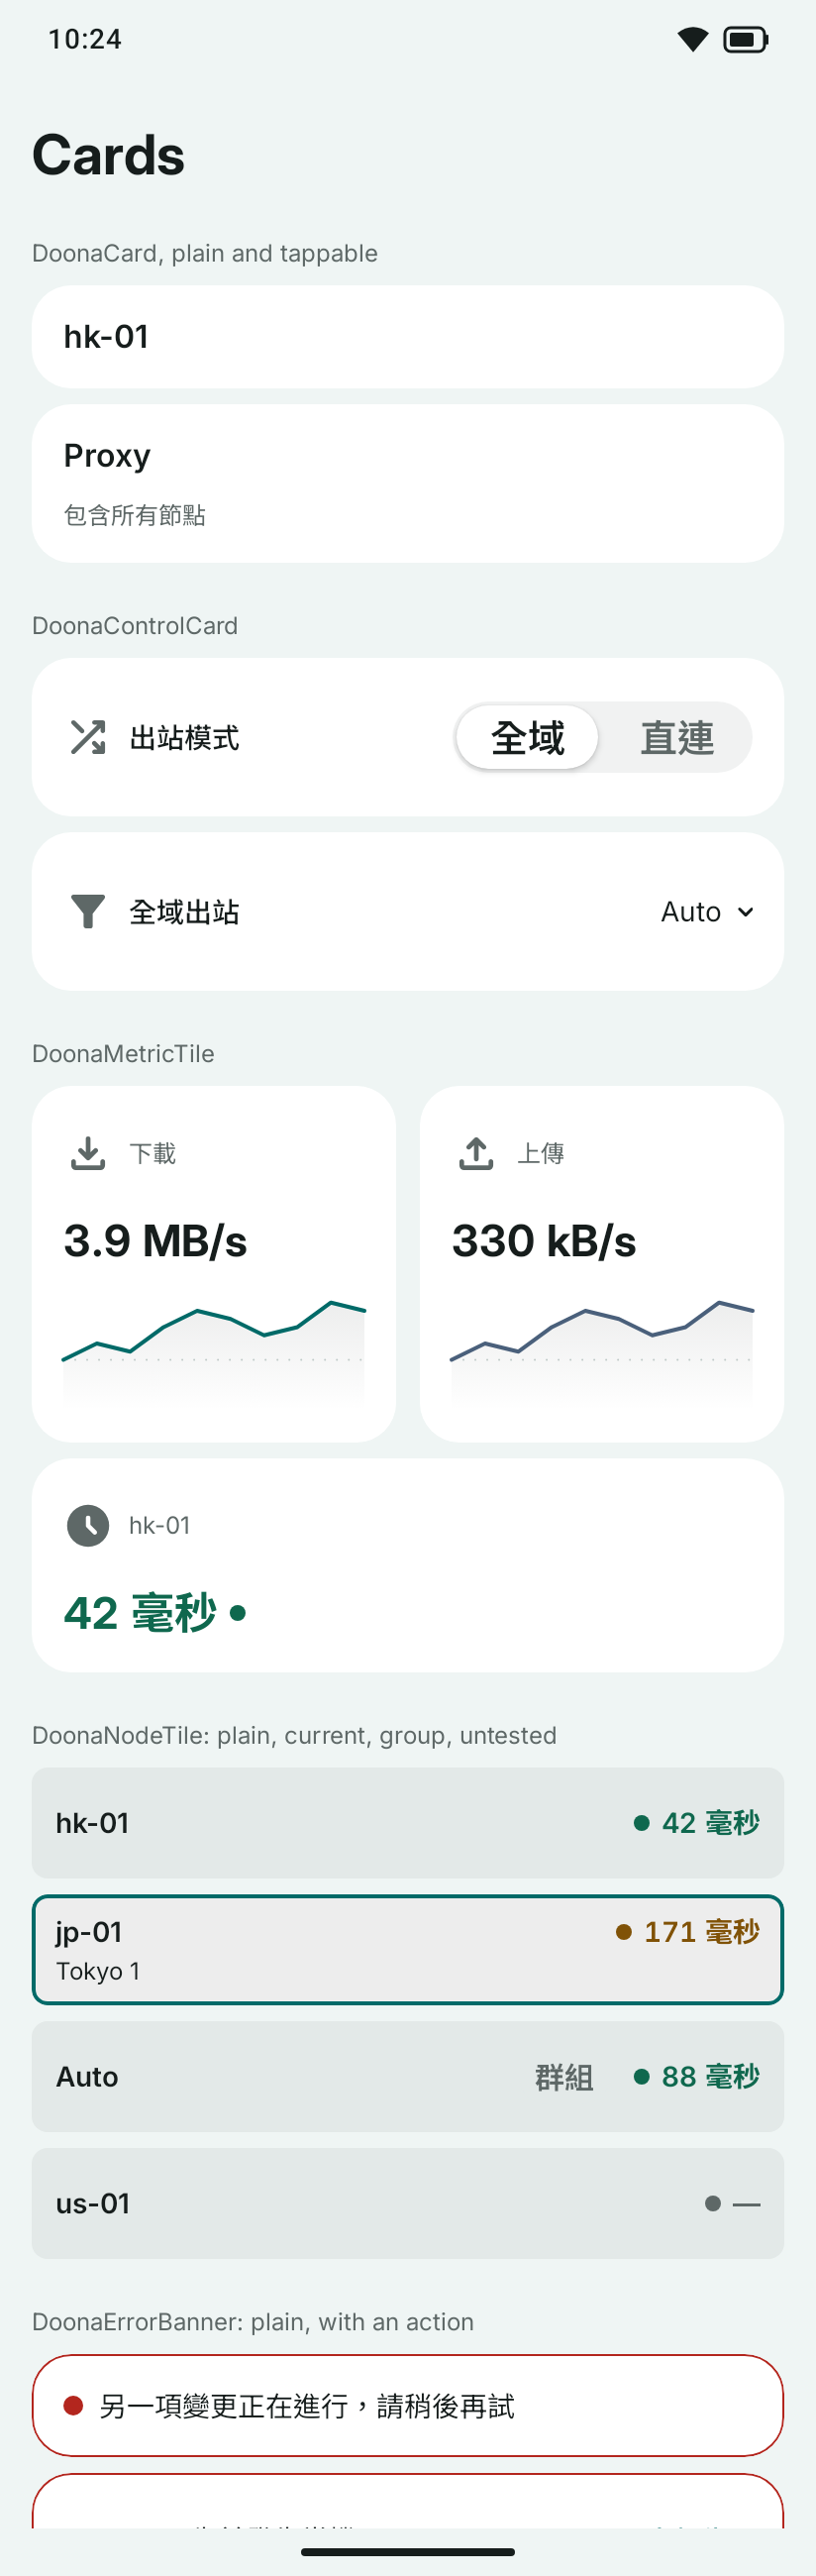 10:24
Cards
DoonaCard, plain and tappable
hk-01
Proxy
包含所有節點
DoonaControlCard
出站模式
全域
直連
全域出站
Auto
DoonaMetricTile
下載
上傳
3.9 MB/s
330 kB/s
hk-01
42 毫秒
DoonaNodeTile: plain, current, group, untested
hk-01
42 毫秒
jp-01
171 毫秒
Tokyo 1
Auto
群組
88 毫秒
us-01
—
DoonaErrorBanner: plain, with an action
另一項變更正在進行，請稍後再試